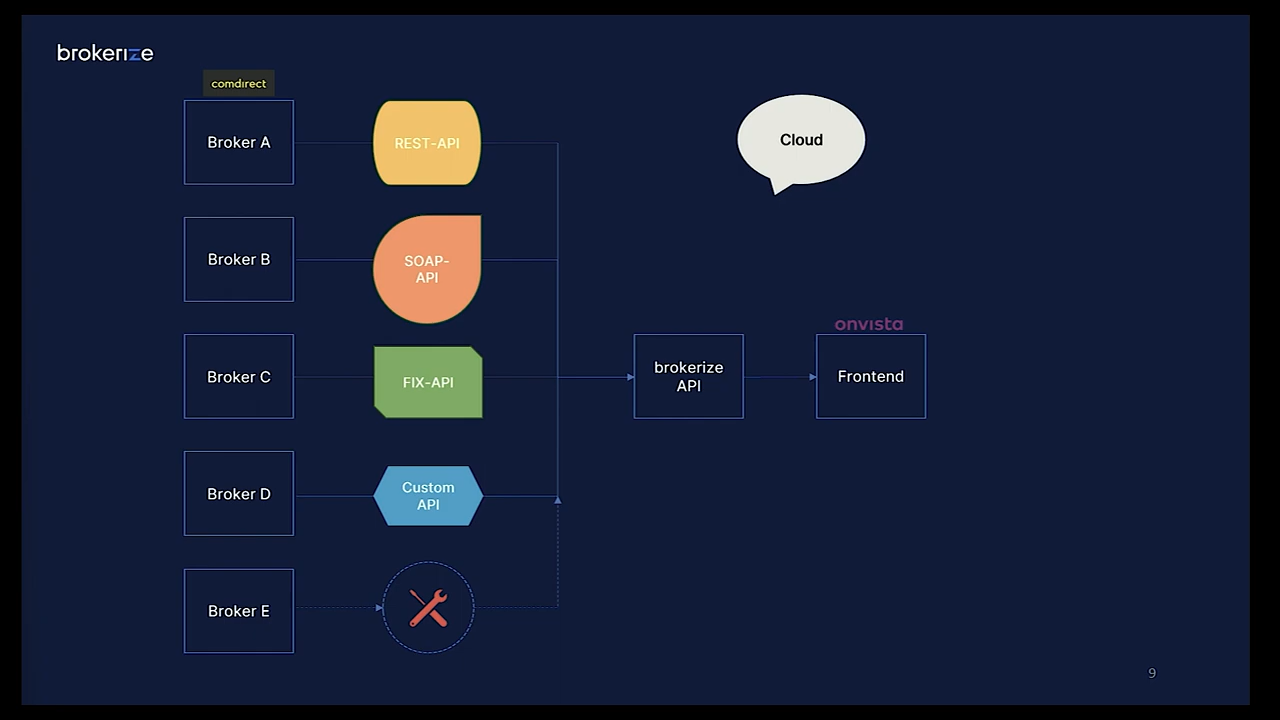 brokerize
comdirect
Broker A
REST-API
Cloud
Broker B
SOAP-
API
onvista
Broker C
FIX-API
brokerize
API
Frontend
Broker D
Custom
API
Broker E
9